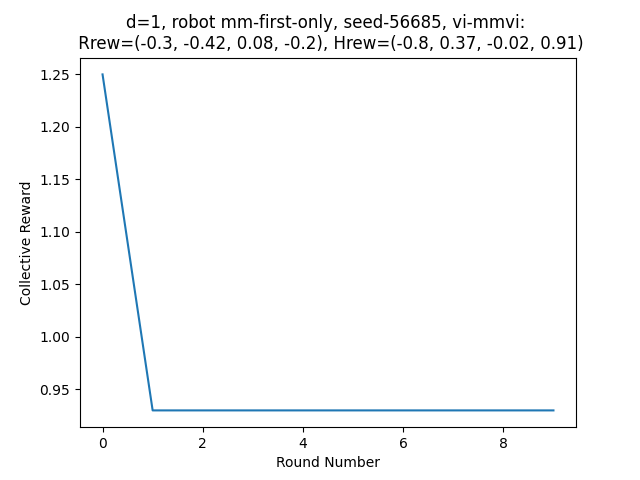 d=1, robot mm-first-only, seed-56685, vi-mmvi:
Rrew=(-0.3, -0.42, 0.08, -0.2), Hrew=(-0.8, 0.37, -0.02, 0.91)
1.25
1.20
1.15
1.10
1.05
1.00
0.95
Collective Reward
0 2 4 6 8
Round Number